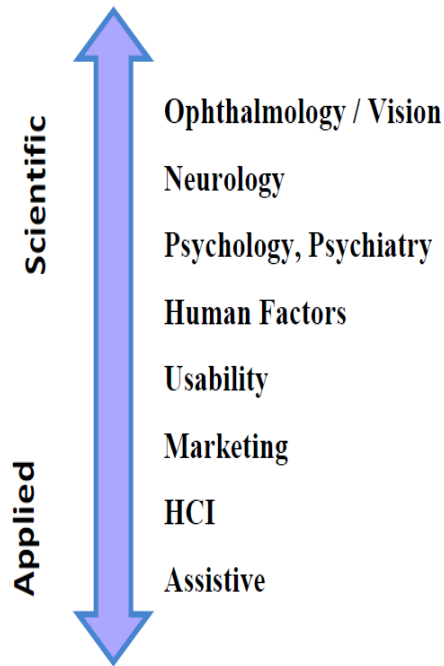 Scientific
Applied
Ophthalmology / Vision
Neurology
Psychology, Psychiatry
Human Factors
Usability
Marketing
HCI
Assistive